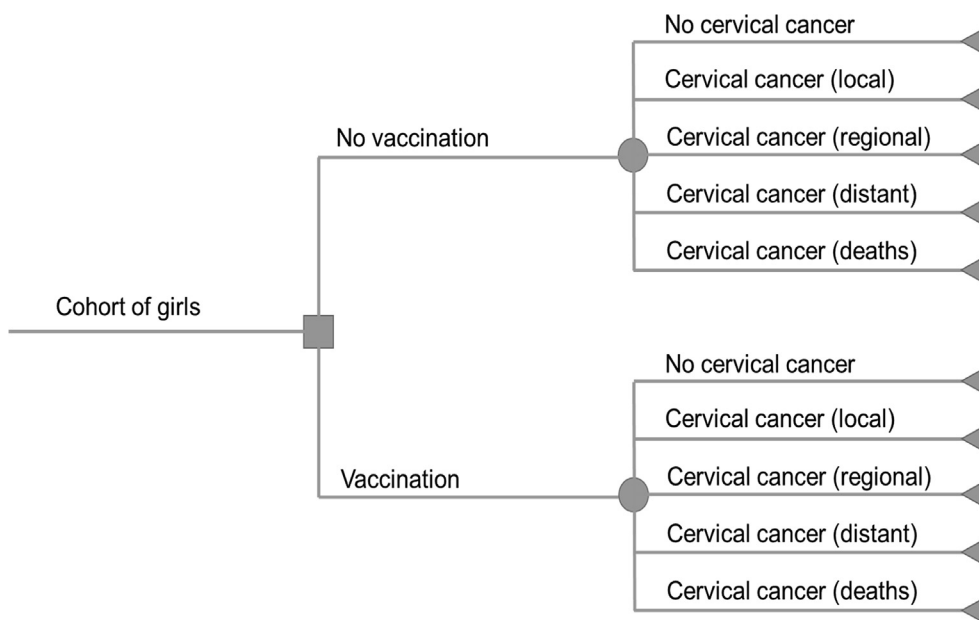 No cervical cancer
Cervical cancer (local)
No vaccination
Cervical cancer (regional)
Cervical cancer (distant)
Cervical cancer (deaths)
Cohort of girls
No cervical cancer
Cervical cancer (local)
Vaccination
Cervical cancer (regional)
Cervical cancer (distant)
Cervical cancer (deaths)